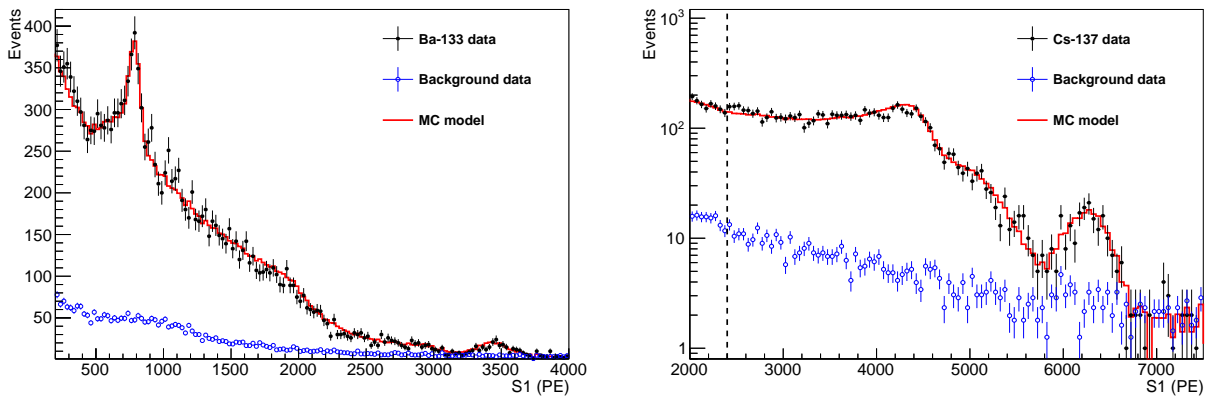 Events
400
350
300
250
200
150
100
50
Ba-133 data
Background data
MC model
500 1000 1500 2000 2500 3000 3500 4000
S1 (PE)
Events
10³
10²
10
1
Cs-137 data
Background data
MC model
2000 3000 4000 5000 6000 7000
S1 (PE)